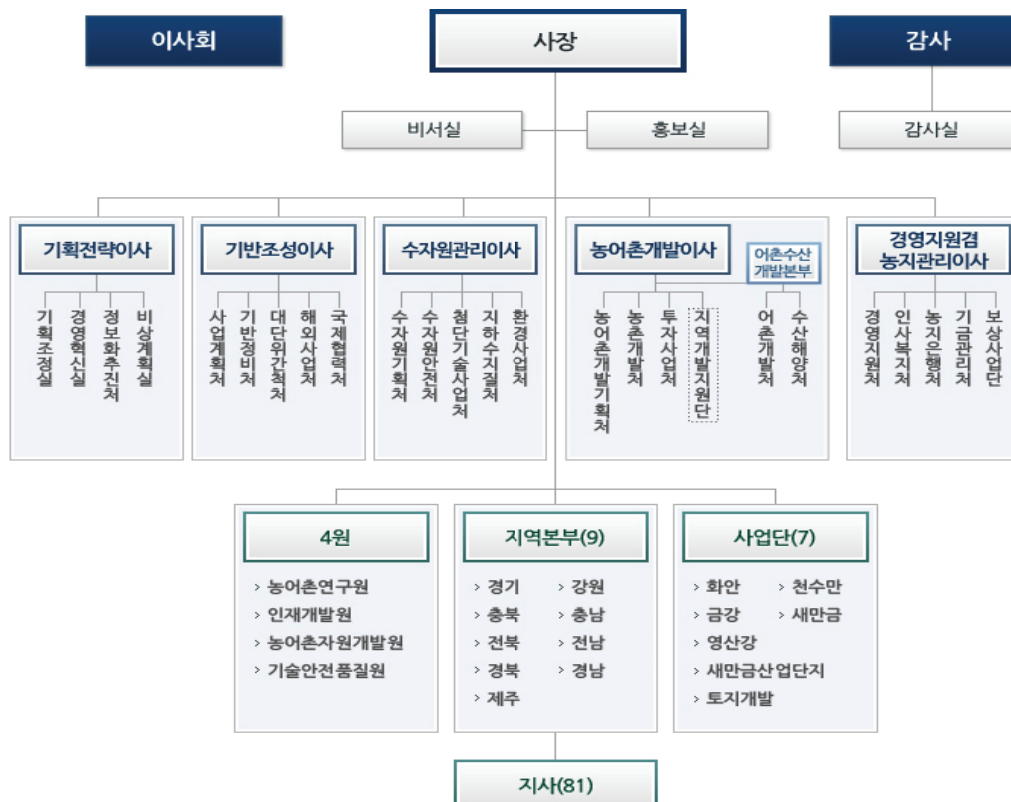 이사회
사장
감사
비서실
홍보실
감사실
기획전략이사
기획조정실
경영혁신실
정보화추진처
비상계획실
기반조성이사
사업계획처
기반정비처
대단위간척처
해외사업처
국제협력처
수자원관리이사
수자원기획처
수자원안전처
첨단기술사업처
지하수지질처
환경사업처
농어촌개발이사
어촌수산
개발본부
농어촌개발기획처
농촌개발처
투자사업처
지역개발지원단
어촌개발처
수산해양처
경영지원겸
농지관리이사
경영지원처
인사복지처
농지은행처
기금관리처
보상사업단
4원
> 농어촌연구원
> 인재개발원
> 농어촌자원개발원
> 기술안전품질원
지역본부(9)
> 경기 > 강원
> 충북 > 충남
> 전북 > 전남
> 경북 > 경남
> 제주
사업단(7)
> 화안 > 천수만
> 금강 > 새만금
> 영산강
> 새만금산업단지
> 토지개발
지사(81)